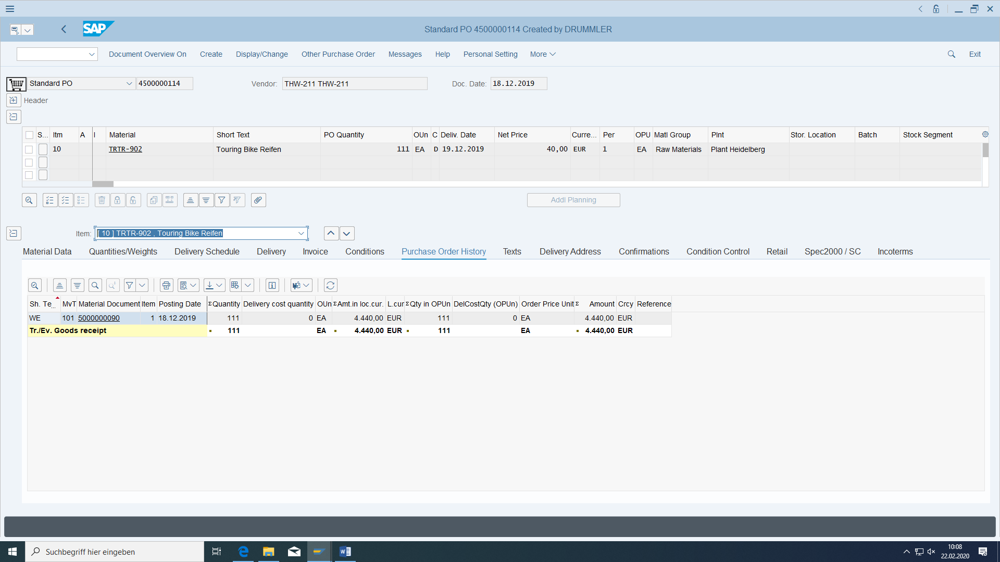 SAP
Standard PO 4500000114 Created by DRUMMLER
Document Overview On Create Display/Change Other Purchase Order Messages Help Personal Setting More Exit
Standard PO 4500000114 Vendor: THW-211 THW-211 Doc. Date: 18.12.2019
Header
S... Itm A I Material Short Text PO Quantity OUn C Deliv. Date Net Price Curre... Per OPU Matl Group Plnt Stor. Location Batch Stock Segment
10 TRTR-902 Touring Bike Reifen 111 EA D 19.12.2019 40,00 EUR 1 EA Raw Materials Plant Heidelberg
Addl Planning
Item: [ 10 ] TRTR-902 , Touring Bike Reifen
Material Data Quantities/Weights Delivery Schedule Delivery Invoice Conditions Purchase Order History Texts Delivery Address Confirmations Condition Control Retail Spec2000 / SC Incoterms
Sh. Te... MvT Material Document Item Posting Date Σ Quantity Delivery cost quantity OUn Σ Amt.in loc.cur. L.cur Σ Qty in OPUn DelCostQty (OPUn) Order Price Unit Σ Amount Crcy Reference
WE 101 5000000090 1 18.12.2019 111 0 EA 4.440,00 EUR 111 0 EA 4.440,00 EUR
Tr./Ev. Goods receipt ▪ 111 EA ▪ 4.440,00 EUR ▪ 111 EA ▪ 4.440,00 EUR
Suchbegriff hier eingeben
10:08
22.02.2020